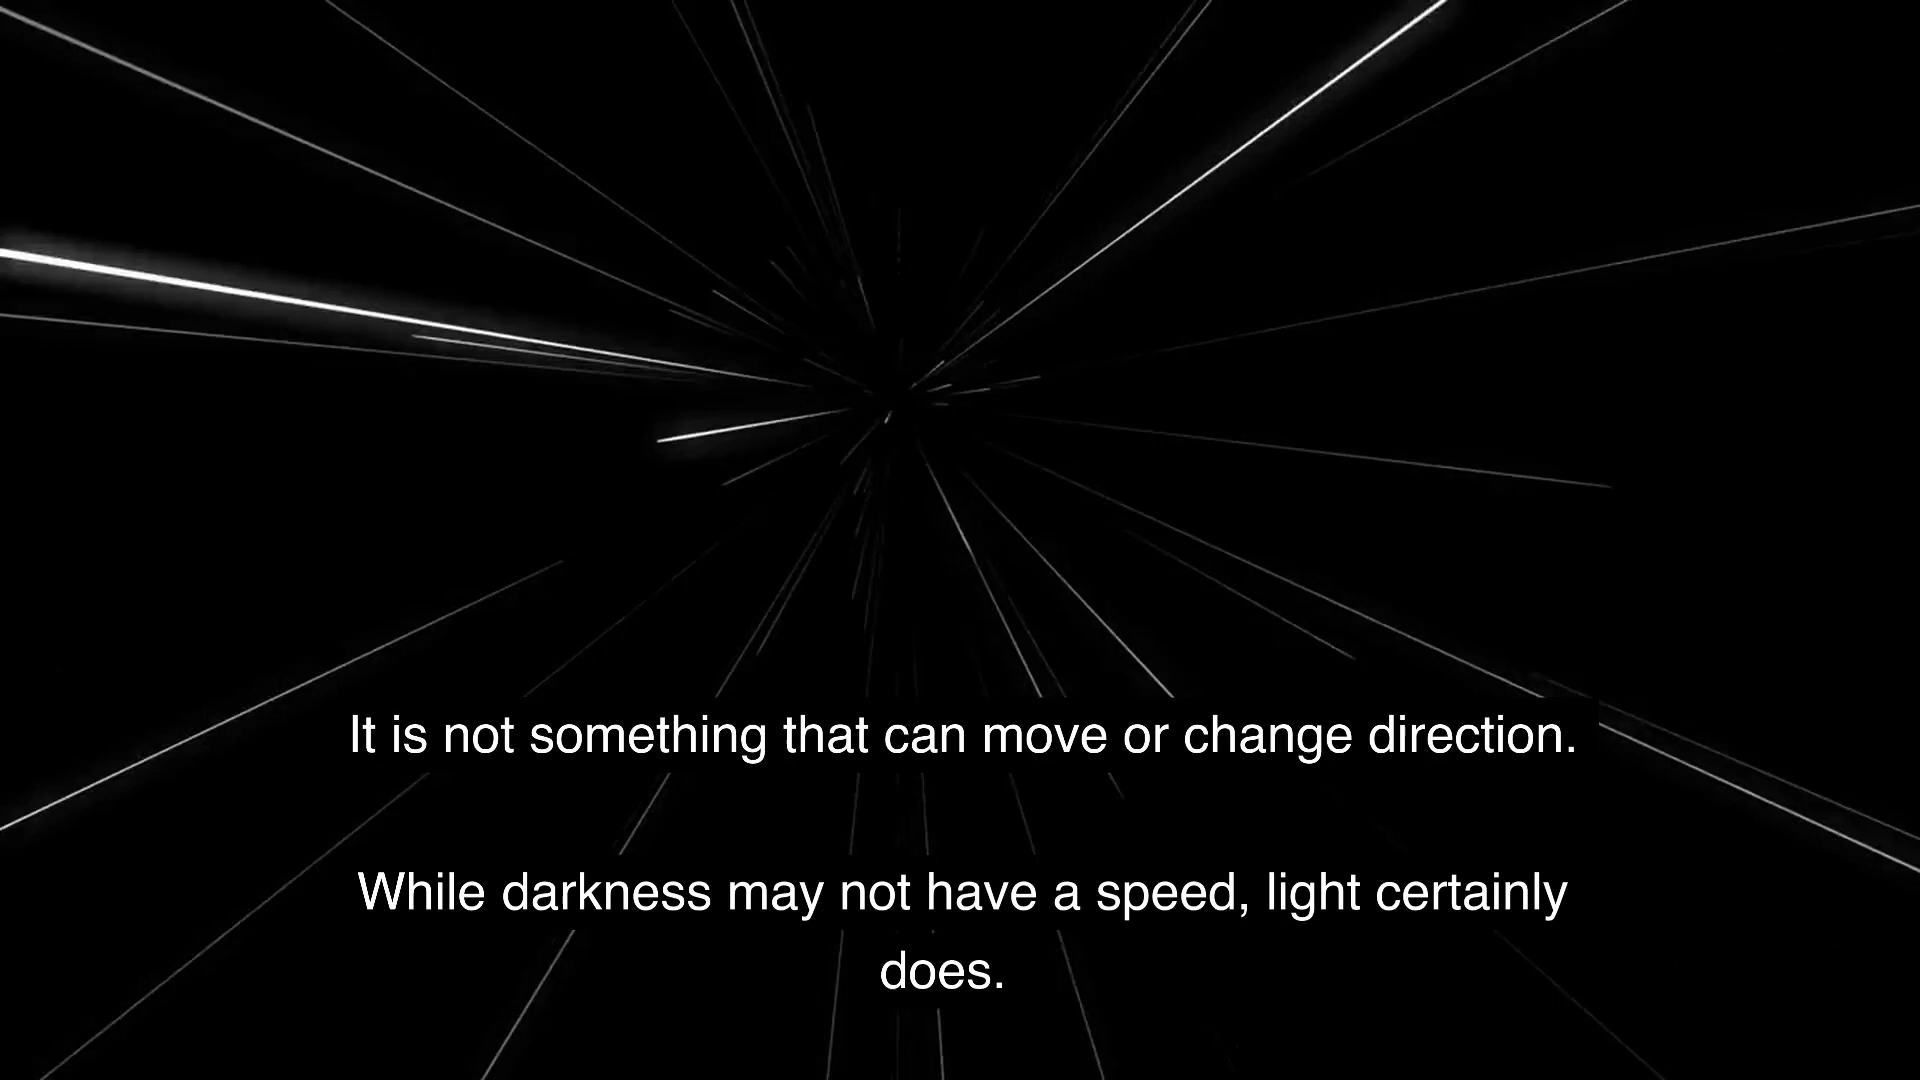 It is not something that can move or change direction.
While darkness may not have a speed, light certainly
does.